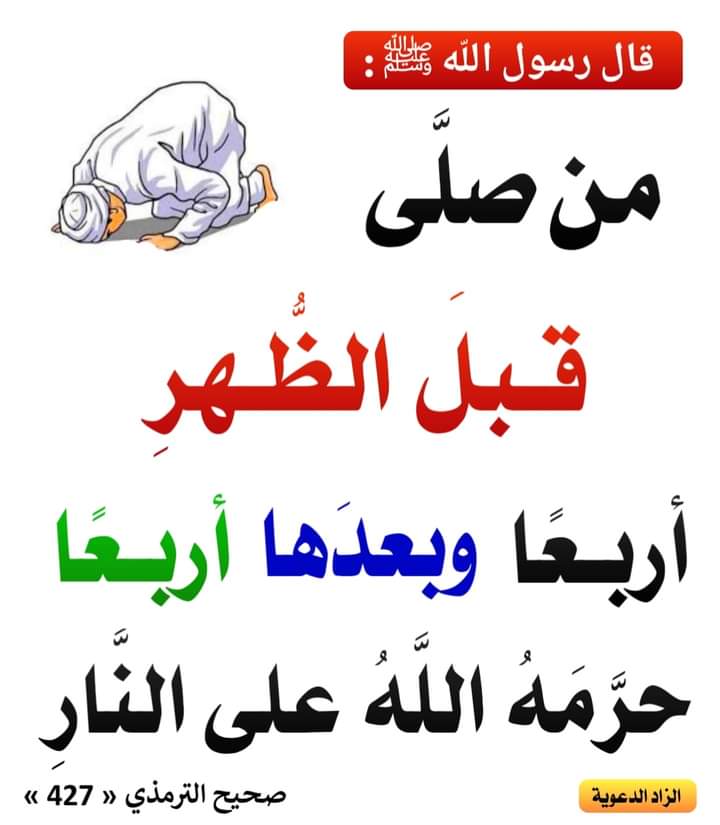 قال رسول الله ﷺ :
من صلَّى
قبلَ الظُّهرِ
أربعًا وبعدَها أربعًا
حرَّمَهُ اللَّهُ على النَّارِ
صحيح الترمذي « 427 »
الزاد الدعوية